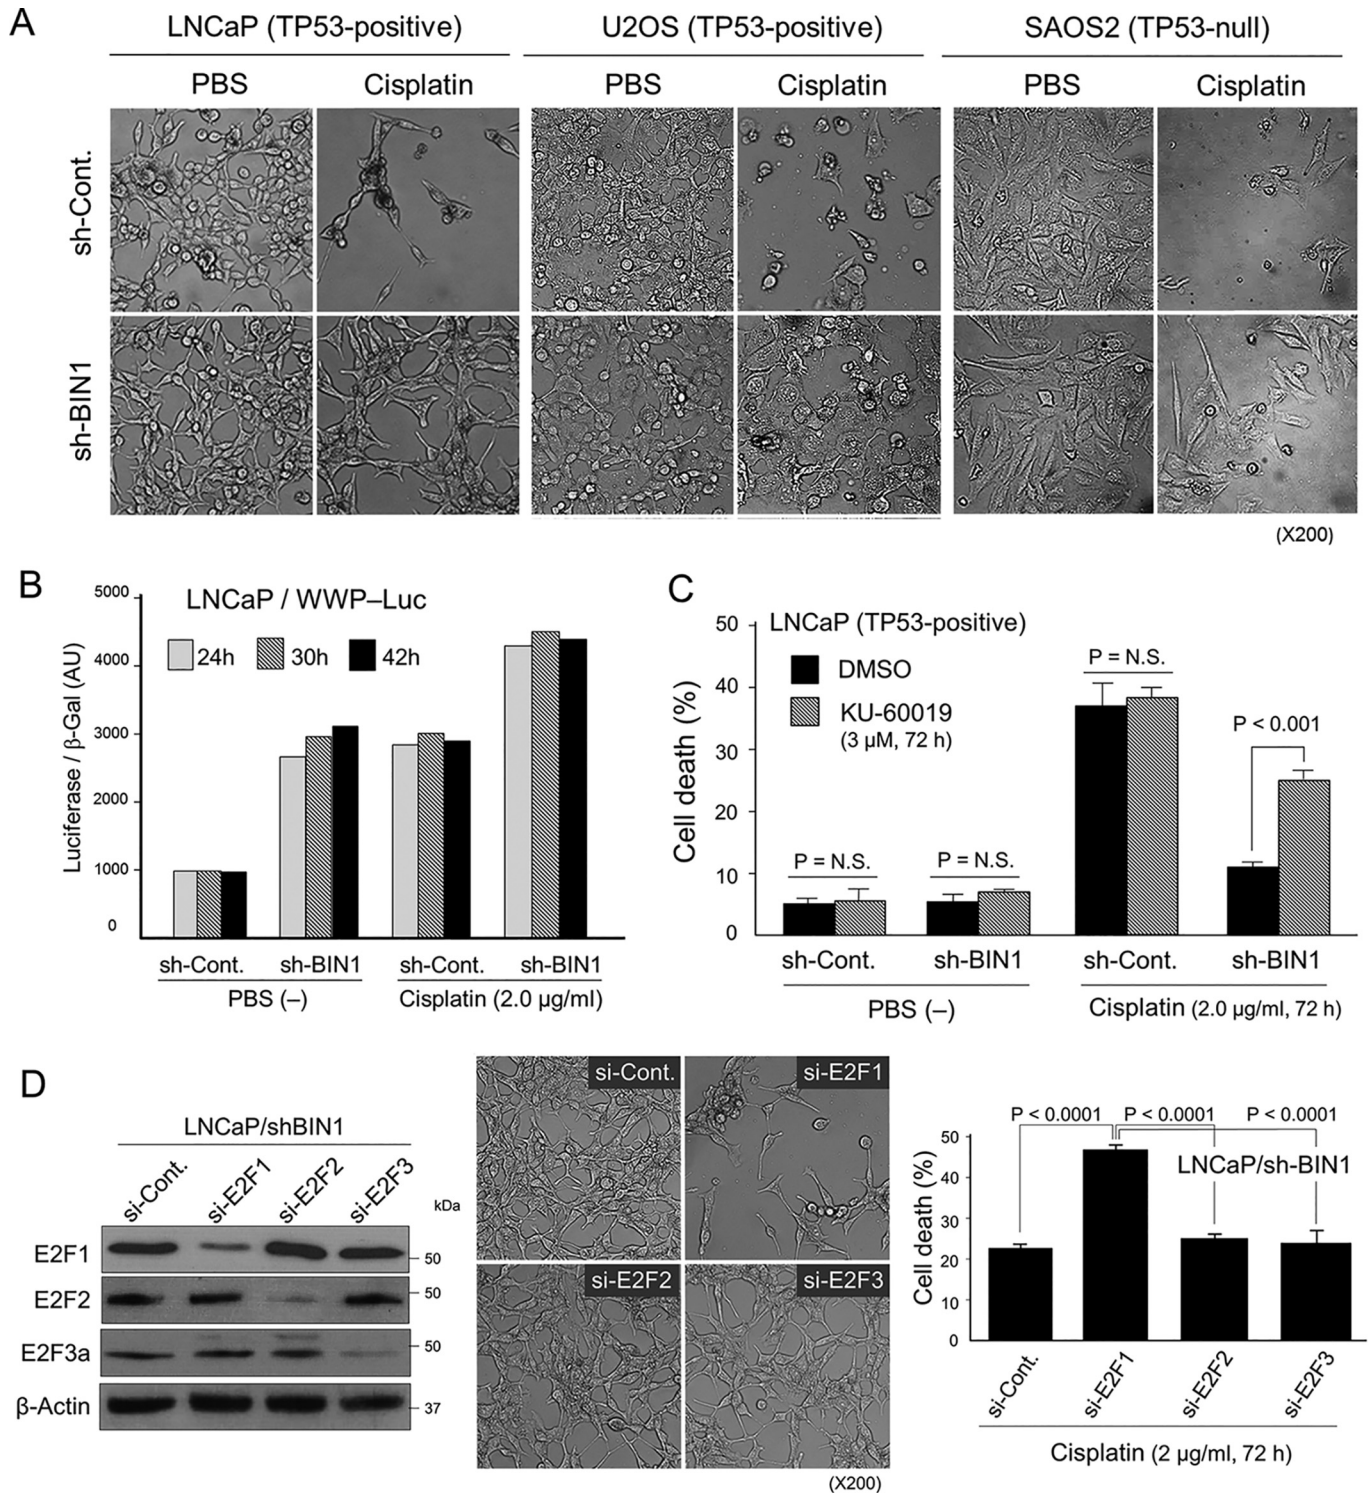 A
LNCaP (TP53-positive)
U2OS (TP53-positive)
SAOS2 (TP53-null)
PBS
Cisplatin
PBS
Cisplatin
PBS
Cisplatin
sh-Cont.
sh-BIN1
(X200)
B
LNCaP / WWP–Luc
24h
30h
42h
Luciferase / β-Gal (AU)
5000
4000
3000
2000
1000
0
sh-Cont.
sh-BIN1
sh-Cont.
sh-BIN1
PBS (–)
Cisplatin (2.0 µg/ml)
C
LNCaP (TP53-positive)
DMSO
KU-60019
(3 µM, 72 h)
Cell death (%)
50
40
30
20
10
0
P = N.S.
P = N.S.
P = N.S.
P < 0.001
sh-Cont.
sh-BIN1
sh-Cont.
sh-BIN1
PBS (–)
Cisplatin (2.0 µg/ml, 72 h)
D
LNCaP/shBIN1
si-Cont.
si-E2F1
si-E2F2
si-E2F3
kDa
E2F1
50
E2F2
50
E2F3a
50
β-Actin
37
si-Cont.
si-E2F1
si-E2F2
si-E2F3
(X200)
P < 0.0001
P < 0.0001
P < 0.0001
LNCaP/sh-BIN1
Cell death (%)
50
40
30
20
10
0
si-Cont.
si-E2F1
si-E2F2
si-E2F3
Cisplatin (2 µg/ml, 72 h)